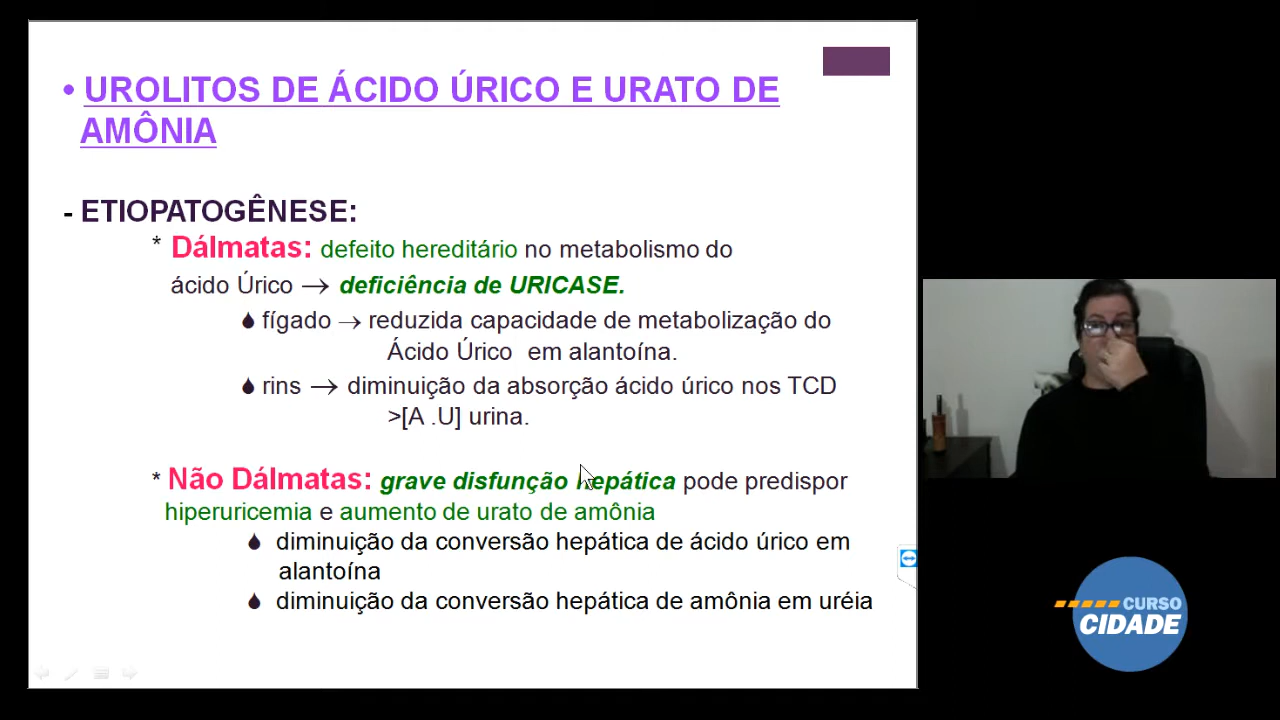 • UROLITOS DE ÁCIDO ÚRICO E URATO DE
AMÔNIA
- ETIOPATOGÊNESE:
* Dálmatas: defeito hereditário no metabolismo do
ácido Úrico → deficiência de URICASE.
fígado → reduzida capacidade de metabolização do
Ácido Úrico em alantoína.
rins → diminuição da absorção ácido úrico nos TCD
>[A .U] urina.
* Não Dálmatas: grave disfunção hepática pode predispor
hiperuricemia e aumento de urato de amônia
diminuição da conversão hepática de ácido úrico em
alantoína
diminuição da conversão hepática de amônia em uréia
CURSO
CIDADE